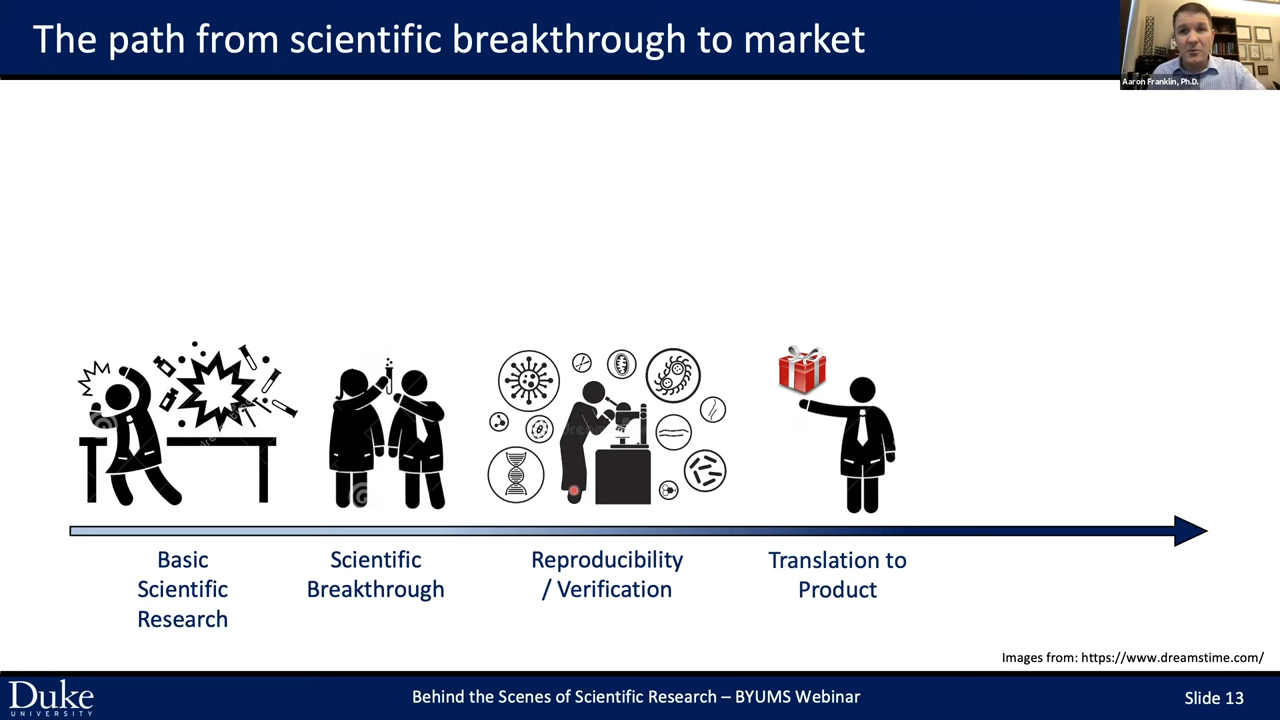 The path from scientific breakthrough to market
Aaron Franklin, Ph.D.
Basic
Scientific
Research
Scientific
Breakthrough
Reproducibility
/ Verification
Translation to
Product
Images from: https://www.dreamstime.com/
Duke
UNIVERSITY
Behind the Scenes of Scientific Research – BYUMS Webinar
Slide 13